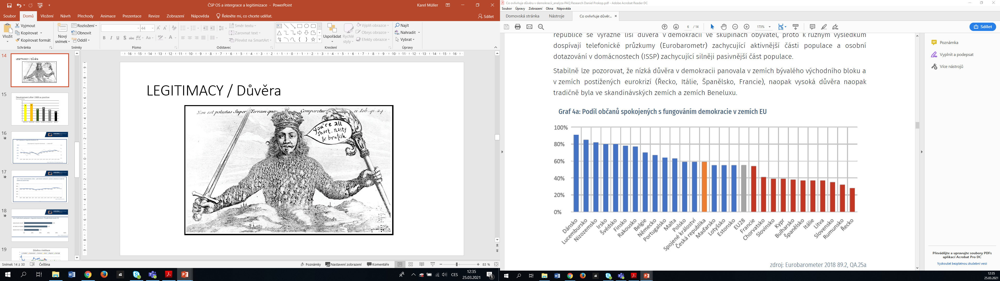 ČSP OS a intergrace a legitimizace - PowerPoint
Karel Müller
Soubor Domů Vložení Návrh Přechody Animace Prezentace Revize Zobrazení Nápověda Řekněte mi, co chcete udělat. Sdílet
Vložit
Vyjmout
Kopírovat
Kopírovat formát
Schránka
Nový snímek
Rozložení
Obnovit
Oddíl
Snímky
44
Písmo
Směr textu
Zarovnat text
Převést na SmartArt
Odstavec
Uspořádat
Rychlé styly
Výplň obrazce
Obrys obrazce
Efekty obrazce
Kreslení
Najít
Nahradit
Vybrat
Úpravy
14
LEGITIMACY / Důvěra
15
Development after 1989 as positive
16
17
18
19
Důvěra v instituce
LEGITIMACY / Důvěra
Non est potestas Super Terram quae Comparetur ei Iob. 41. 24.
You're all
short, nasty
& brutish.
Snímek 14 z 30 Čeština
Poznámky Nastavení zobrazení Komentáře 83 %
CES
12:35
25.03.2021
Co ovlivňuje důvěru v demokracii_analyza PAQ Research Daniel Prokop.pdf - Adobe Acrobat Reader DC
Soubor Úpravy Zobrazení Okna Nápověda
Domovská stránka Nástroje Co ovlivňuje důvěr... ×
6 / 14 173% Sdílet
republice se výrazně liší důvěra v demokracii ve skupinách obyvatel, proto k různým výsledkům
dospívají telefonické průzkumy (Eurobarometr) zachycující aktivnější části populace a osobní
dotazování v domácnostech (ISSP) zachycující silněji pasivnější část populace.
Stabilně lze pozorovat, že nízká důvěra v demokracii panovala v zemích bývalého východního bloku a
v zemích postižených eurokrizí (Řecko, Itálie, Španělsko, Francie), naopak vysoká důvěra naopak
tradičně byla ve skandinávských zemích a zemích Beneluxu.
Graf 4a: Podíl občanů spokojených s fungováním demokracie v zemích EU
100%
80%
60%
40%
20%
0%
Dánsko
Lucembursko
Nizozemsko
Irsko
Švédsko
Finsko
Rakousko
Belgie
Německo
Portugalsko
Malta
Polsko
Spojené království
Česká republika
Maďarsko
Lotyšsko
Estonsko
EU28
Francie
Chorvatsko
Slovinsko
Kypr
Bulharsko
Španělsko
Itálie
Litva
Slovensko
Rumunsko
Řecko
zdroj: Eurobarometer 2018 89.2, QA.25a
Poznámka
Vyplnit a podepsat
Více nástrojů
Převádějte a upravujte soubory PDFs
aplikací Acrobat Pro DC
Vyzkoušet bezplatnou zkušební verzi
12:35
25.03.2021